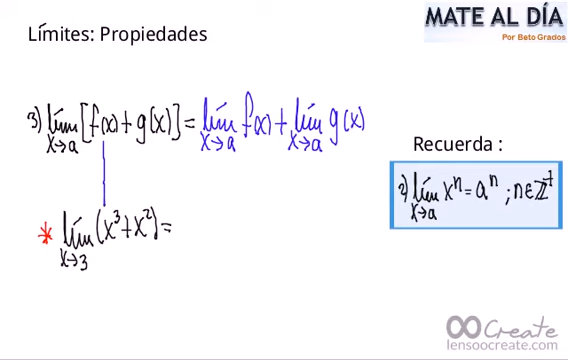 MATE AL DÍA
Por Beto Grados
Límites: Propiedades
3) lím x→a [f(x) + g(x)] = lím x→a f(x) + lím x→a g(x)
Recuerda :
2) lím x→a xⁿ = aⁿ ; n∈ℤ⁺
* lím x→3 (x³ + x²) =
Create
lensoocreate.com